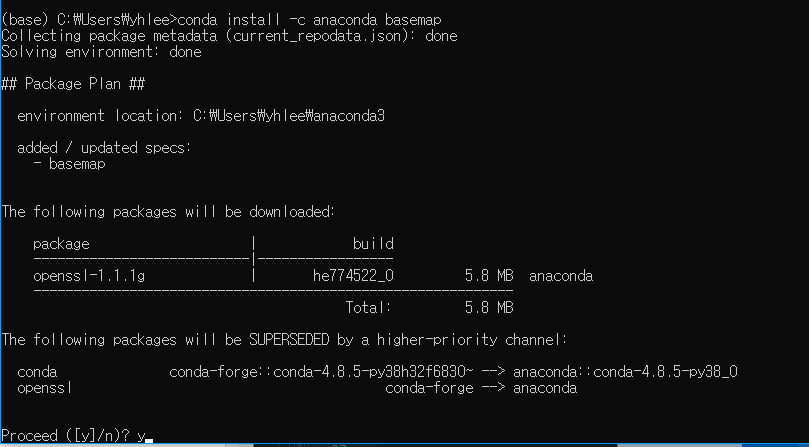 (base) C:₩Users₩yhlee>conda install -c anaconda basemap
Collecting package metadata (current_repodata.json): done
Solving environment: done
## Package Plan ##
environment location: C:₩Users₩yhlee₩anaconda3
added / updated specs:
- basemap
The following packages will be downloaded:
package | build
---------------------------|-----------------
openssl-1.1.1g | he774522_0 5.8 MB anaconda
------------------------------------------------------------
Total: 5.8 MB
The following packages will be SUPERSEDED by a higher-priority channel:
conda conda-forge::conda-4.8.5-py38h32f6830~ --> anaconda::conda-4.8.5-py38_0
openssl conda-forge --> anaconda
Proceed ([y]/n)? y